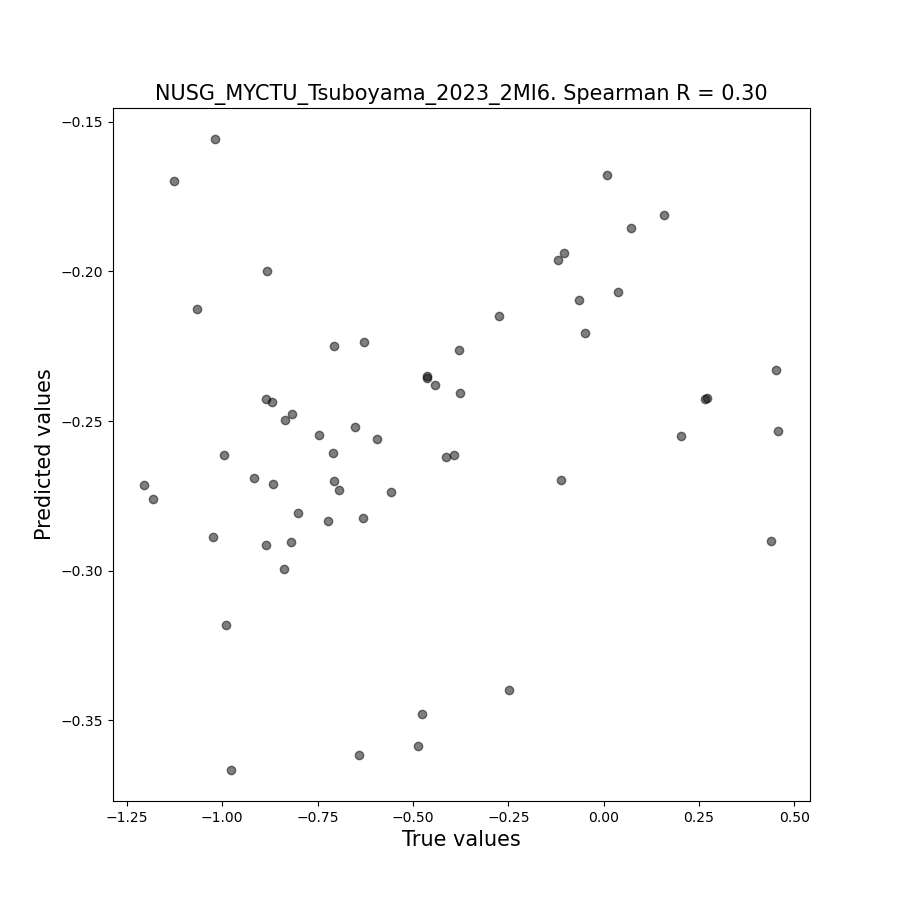 NUSG_MYCTU_Tsuboyama_2023_2MI6. Spearman R = 0.30
−0.15
−0.20
−0.25
−0.30
−0.35
Predicted values
−1.25 −1.00 −0.75 −0.50 −0.25 0.00 0.25 0.50
True values